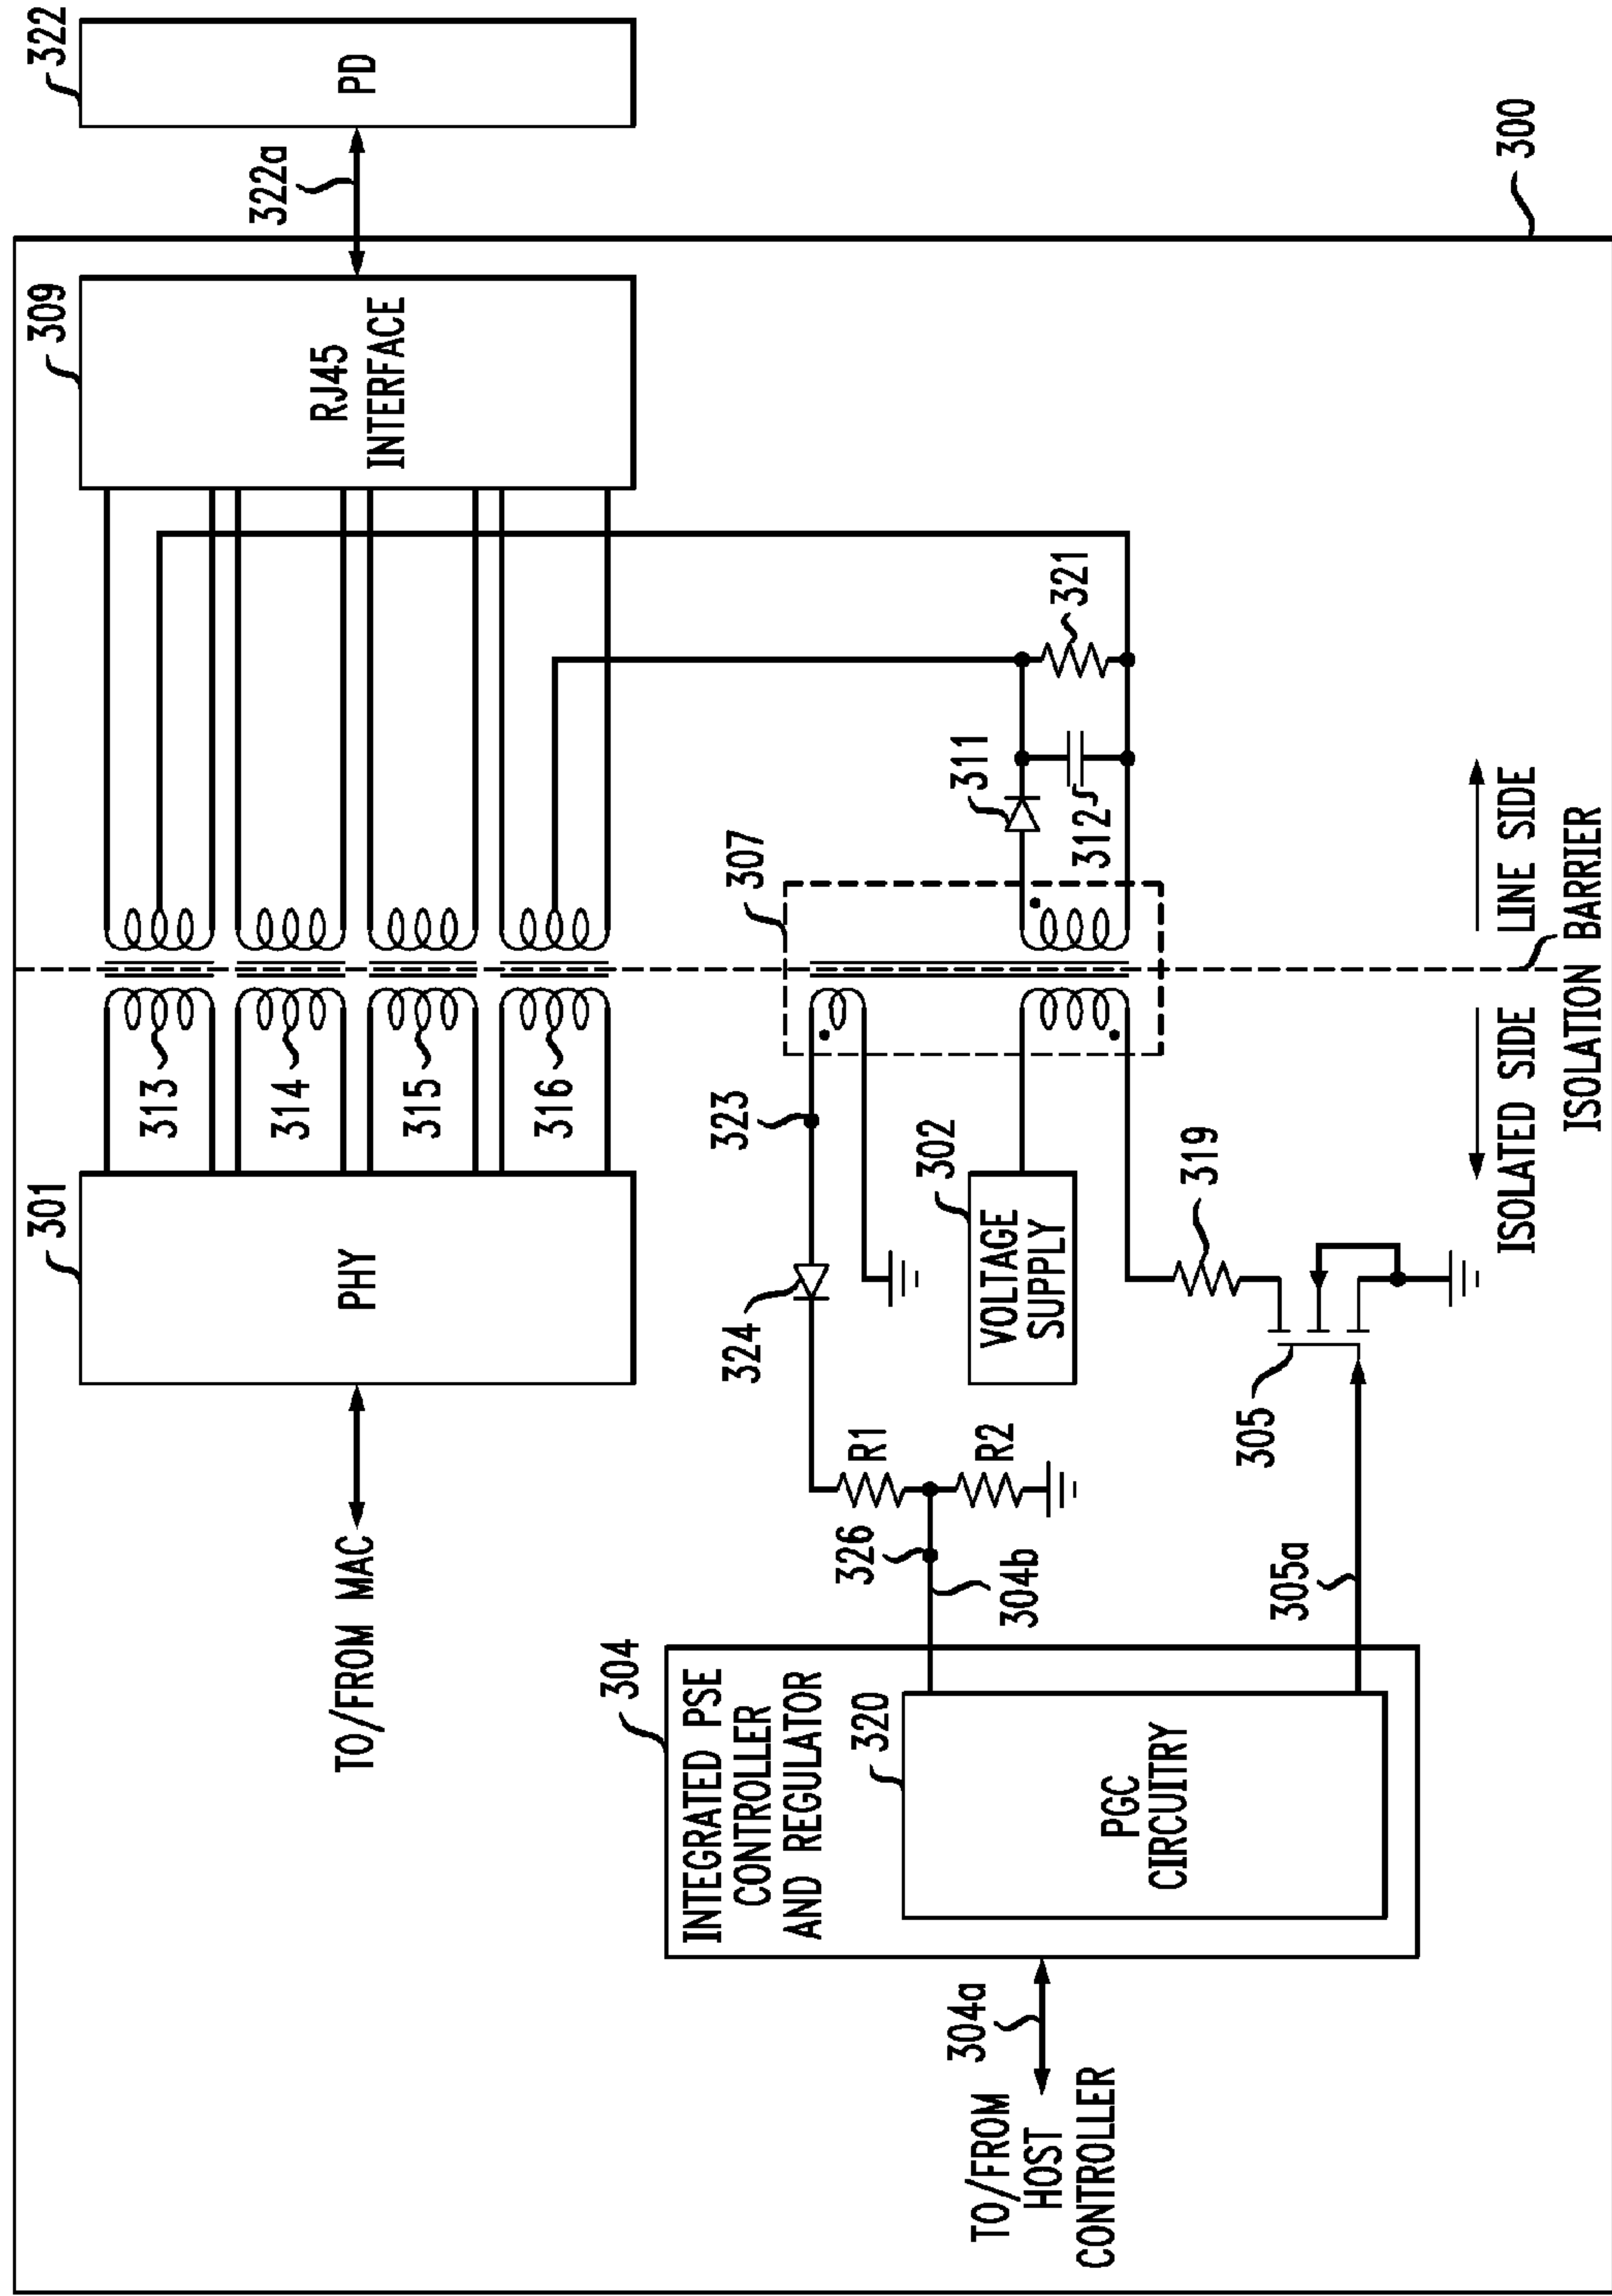 322
PD
322a
300
309
RJ45
INTERFACE
321
311
312
307
LINE SIDE
ISOLATED SIDE
ISOLATION BARRIER
313
314
315
316
301
PHY
323
302
VOLTAGE
SUPPLY
319
324
R1
R2
305
326
304b
305a
TO/FROM MAC
304
INTEGRATED PSE
CONTROLLER
AND REGULATOR
320
PGC
CIRCUITRY
304a
TO/FROM
HOST
CONTROLLER